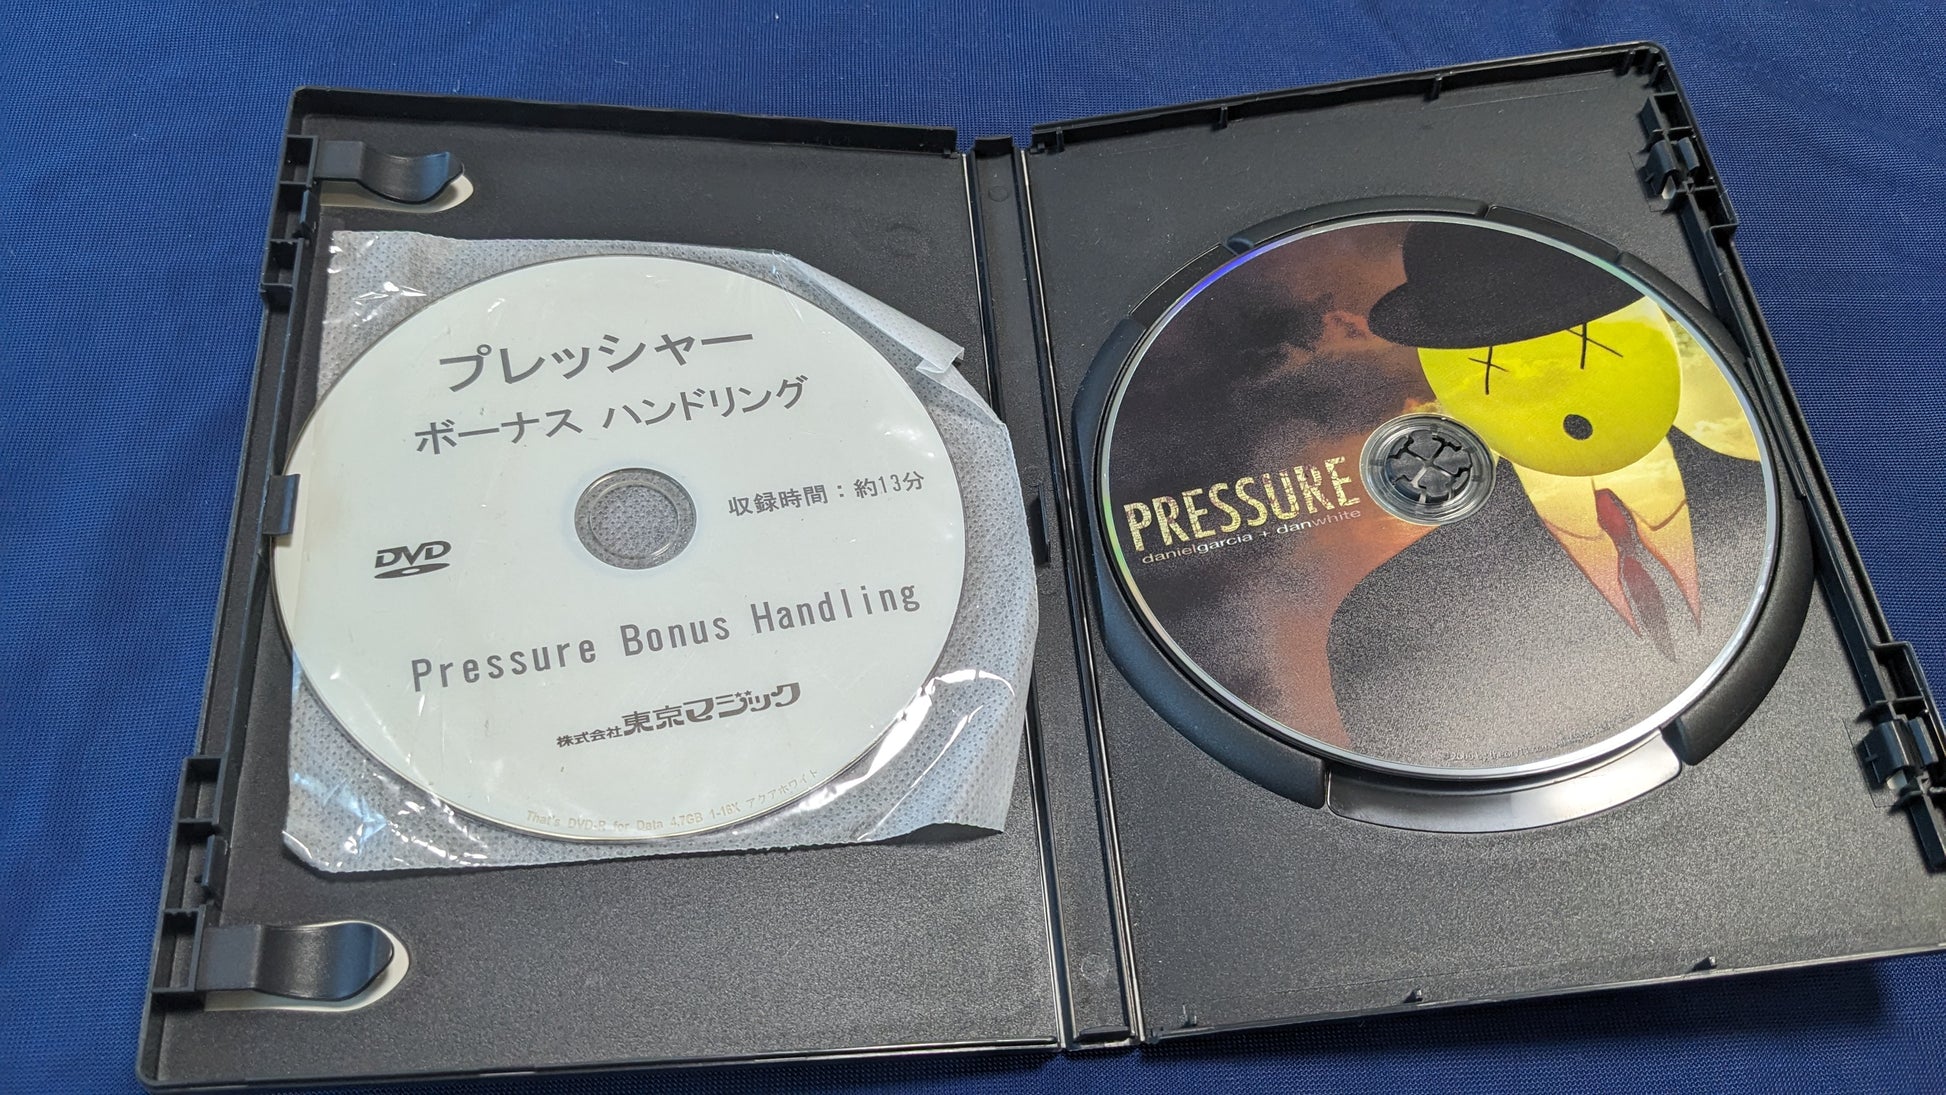 プレッシャー
ボーナス ハンドリング
収録時間：約13分
DVD
Pressure Bonus Handling
株式会社東京マジック
That's DVD-R for Data 4.7GB 1-16X アクアホワイト
PRESSURE
danielgarcia + danwhite